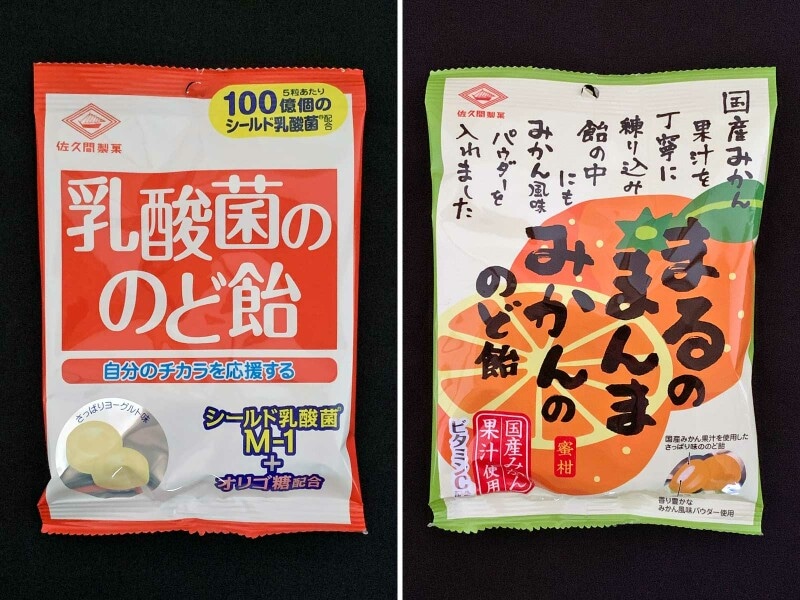 佐久間製菓
5粒あたり
100億個の
シールド乳酸菌®配合
乳酸菌の
のど飴
自分のチカラを応援する
さっぱりヨーグルト味
シールド乳酸菌®
M-1
+
オリゴ糖配合
佐久間製菓
国産みかん
果汁を
丁寧に
練り込み
飴の中
にも
みかん風味
パウダーを
入れました
まるの
まんま
みかんの
のど飴
蜜柑
国産みかん
果汁使用
ビタミンC
国産みかん果汁を使用した
さっぱり味ののど飴
香り豊かな
みかん風味パウダー使用